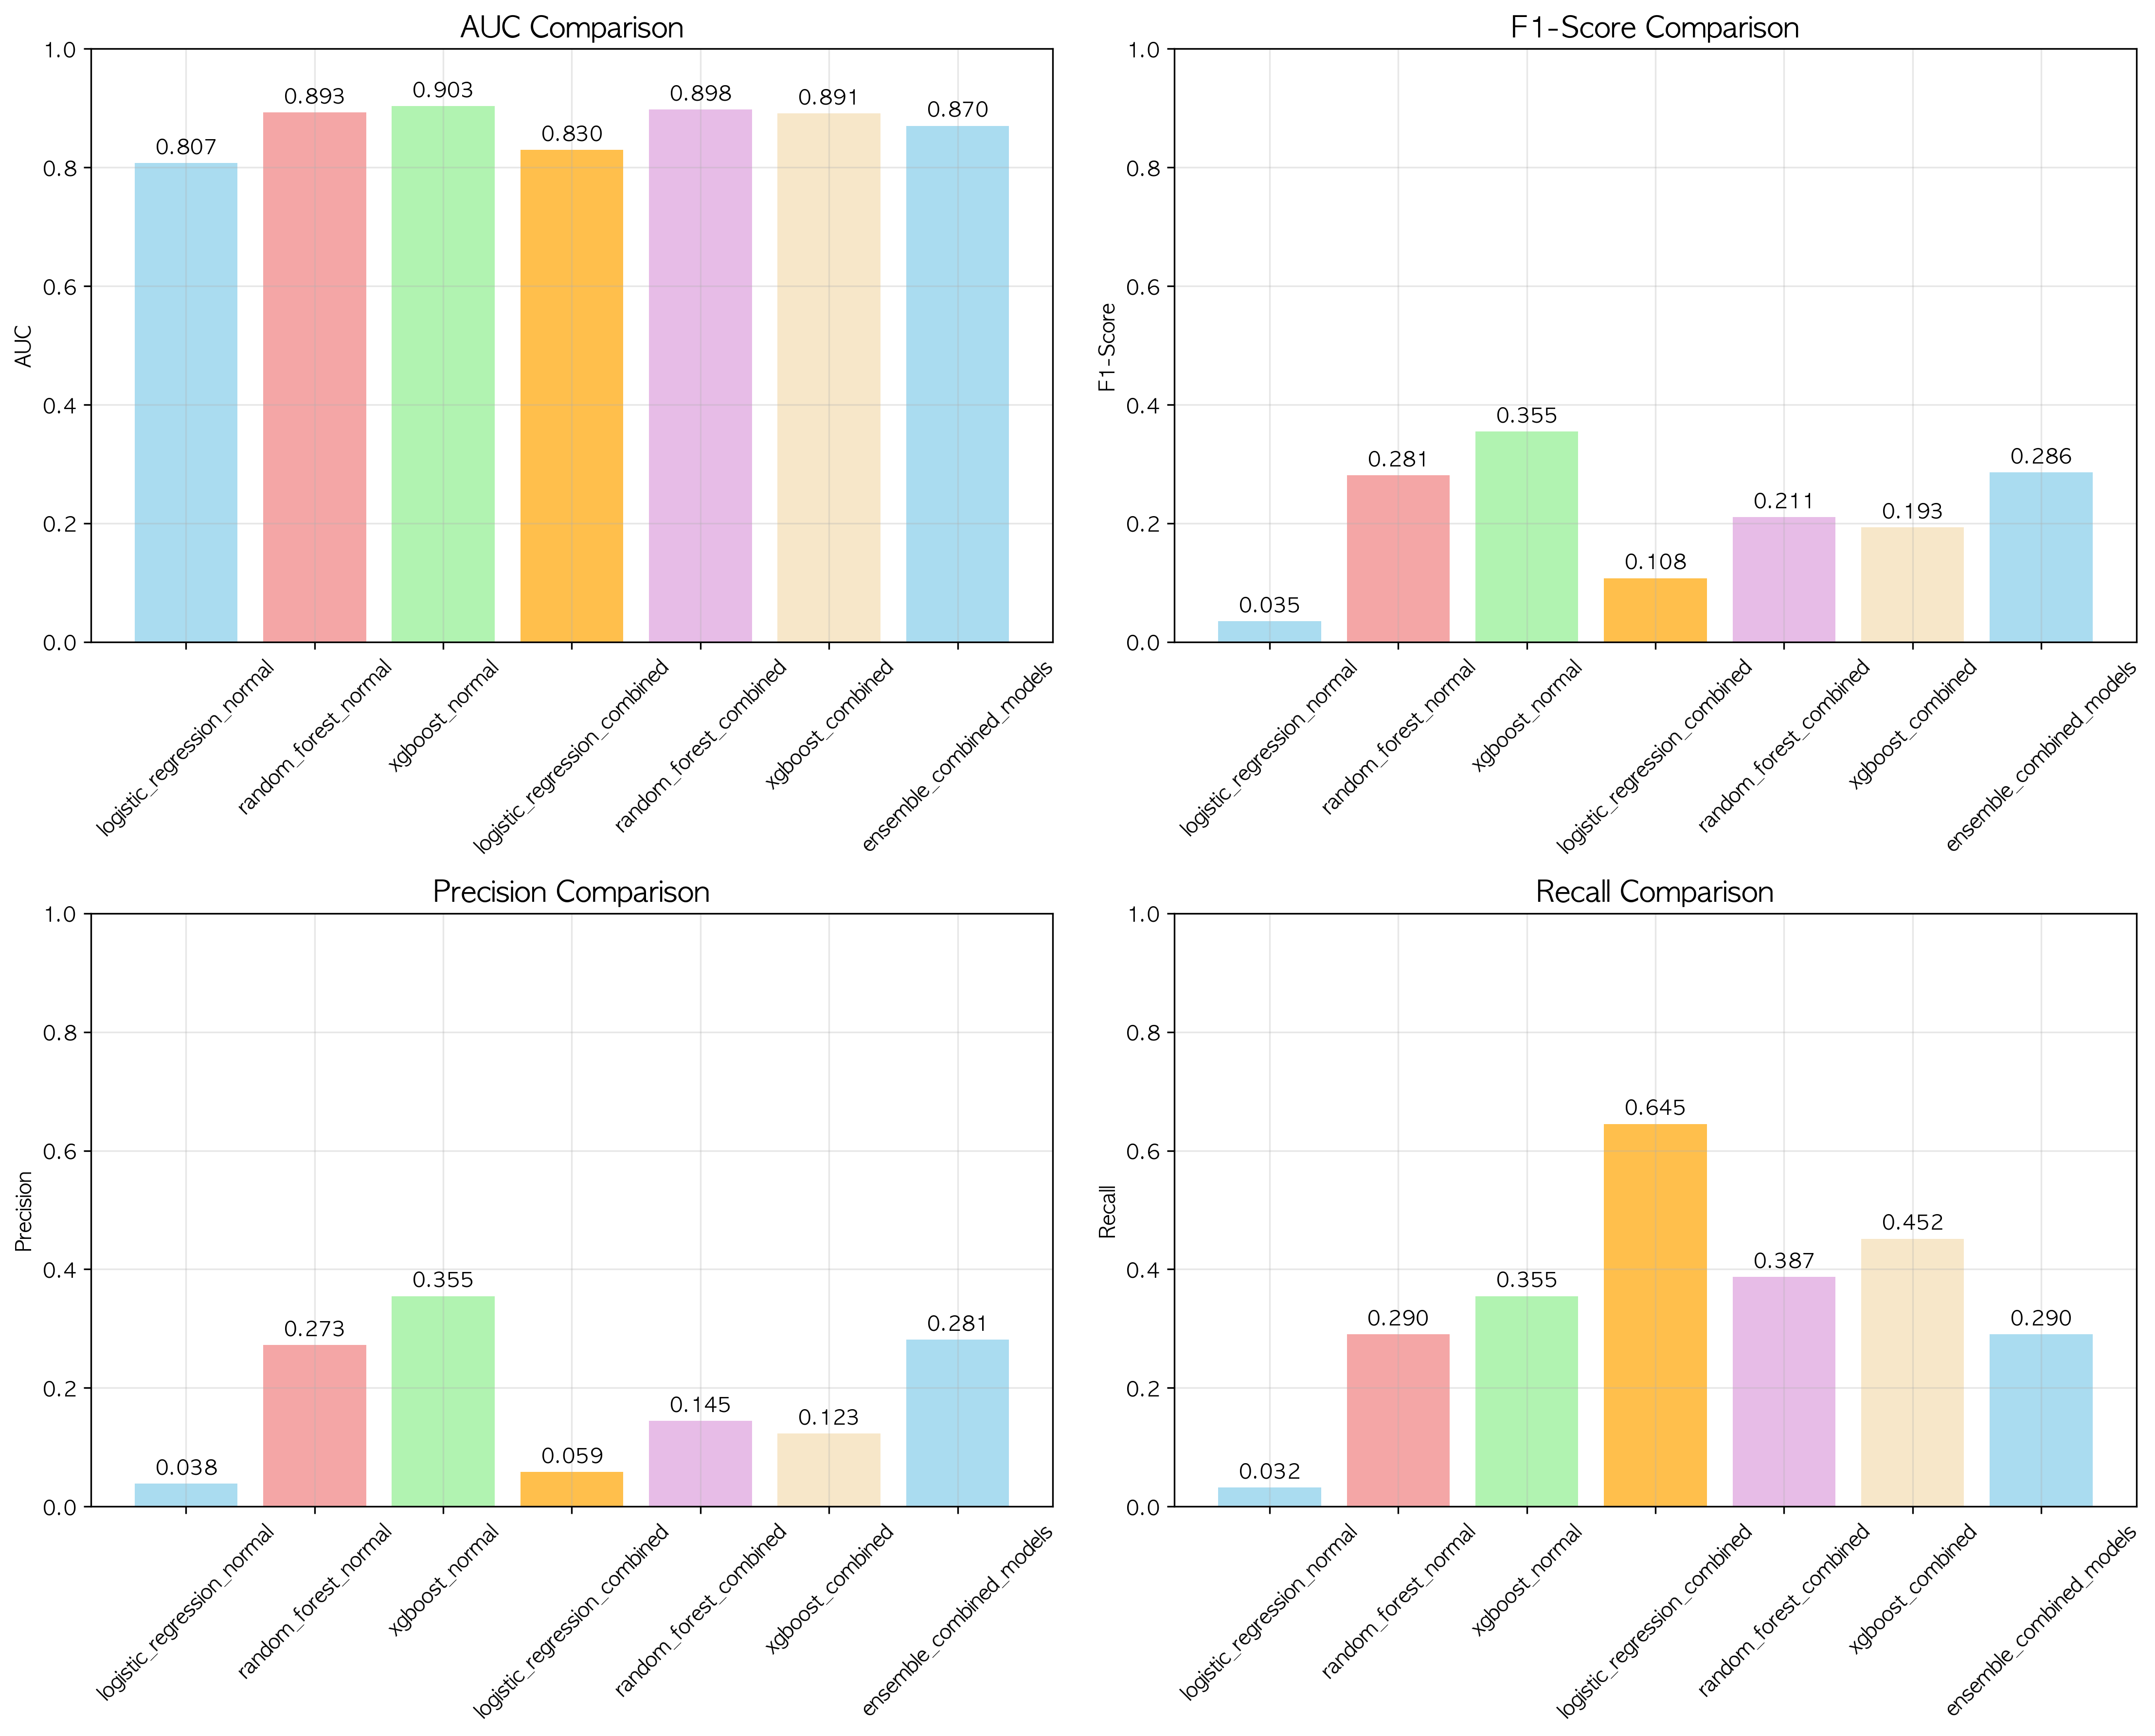 AUC Comparison
1.0
0.8
0.6
0.4
0.2
0.0
AUC
0.807
0.893
0.903
0.830
0.898
0.891
0.870
logistic_regression_normal
random_forest_normal
xgboost_normal
logistic_regression_combined
random_forest_combined
xgboost_combined
ensemble_combined_models
F1-Score Comparison
1.0
0.8
0.6
0.4
0.2
0.0
F1-Score
0.035
0.281
0.355
0.108
0.211
0.193
0.286
logistic_regression_normal
random_forest_normal
xgboost_normal
logistic_regression_combined
random_forest_combined
xgboost_combined
ensemble_combined_models
Precision Comparison
1.0
0.8
0.6
0.4
0.2
0.0
Precision
0.038
0.273
0.355
0.059
0.145
0.123
0.281
logistic_regression_normal
random_forest_normal
xgboost_normal
logistic_regression_combined
random_forest_combined
xgboost_combined
ensemble_combined_models
Recall Comparison
1.0
0.8
0.6
0.4
0.2
0.0
Recall
0.032
0.290
0.355
0.645
0.387
0.452
0.290
logistic_regression_normal
random_forest_normal
xgboost_normal
logistic_regression_combined
random_forest_combined
xgboost_combined
ensemble_combined_models